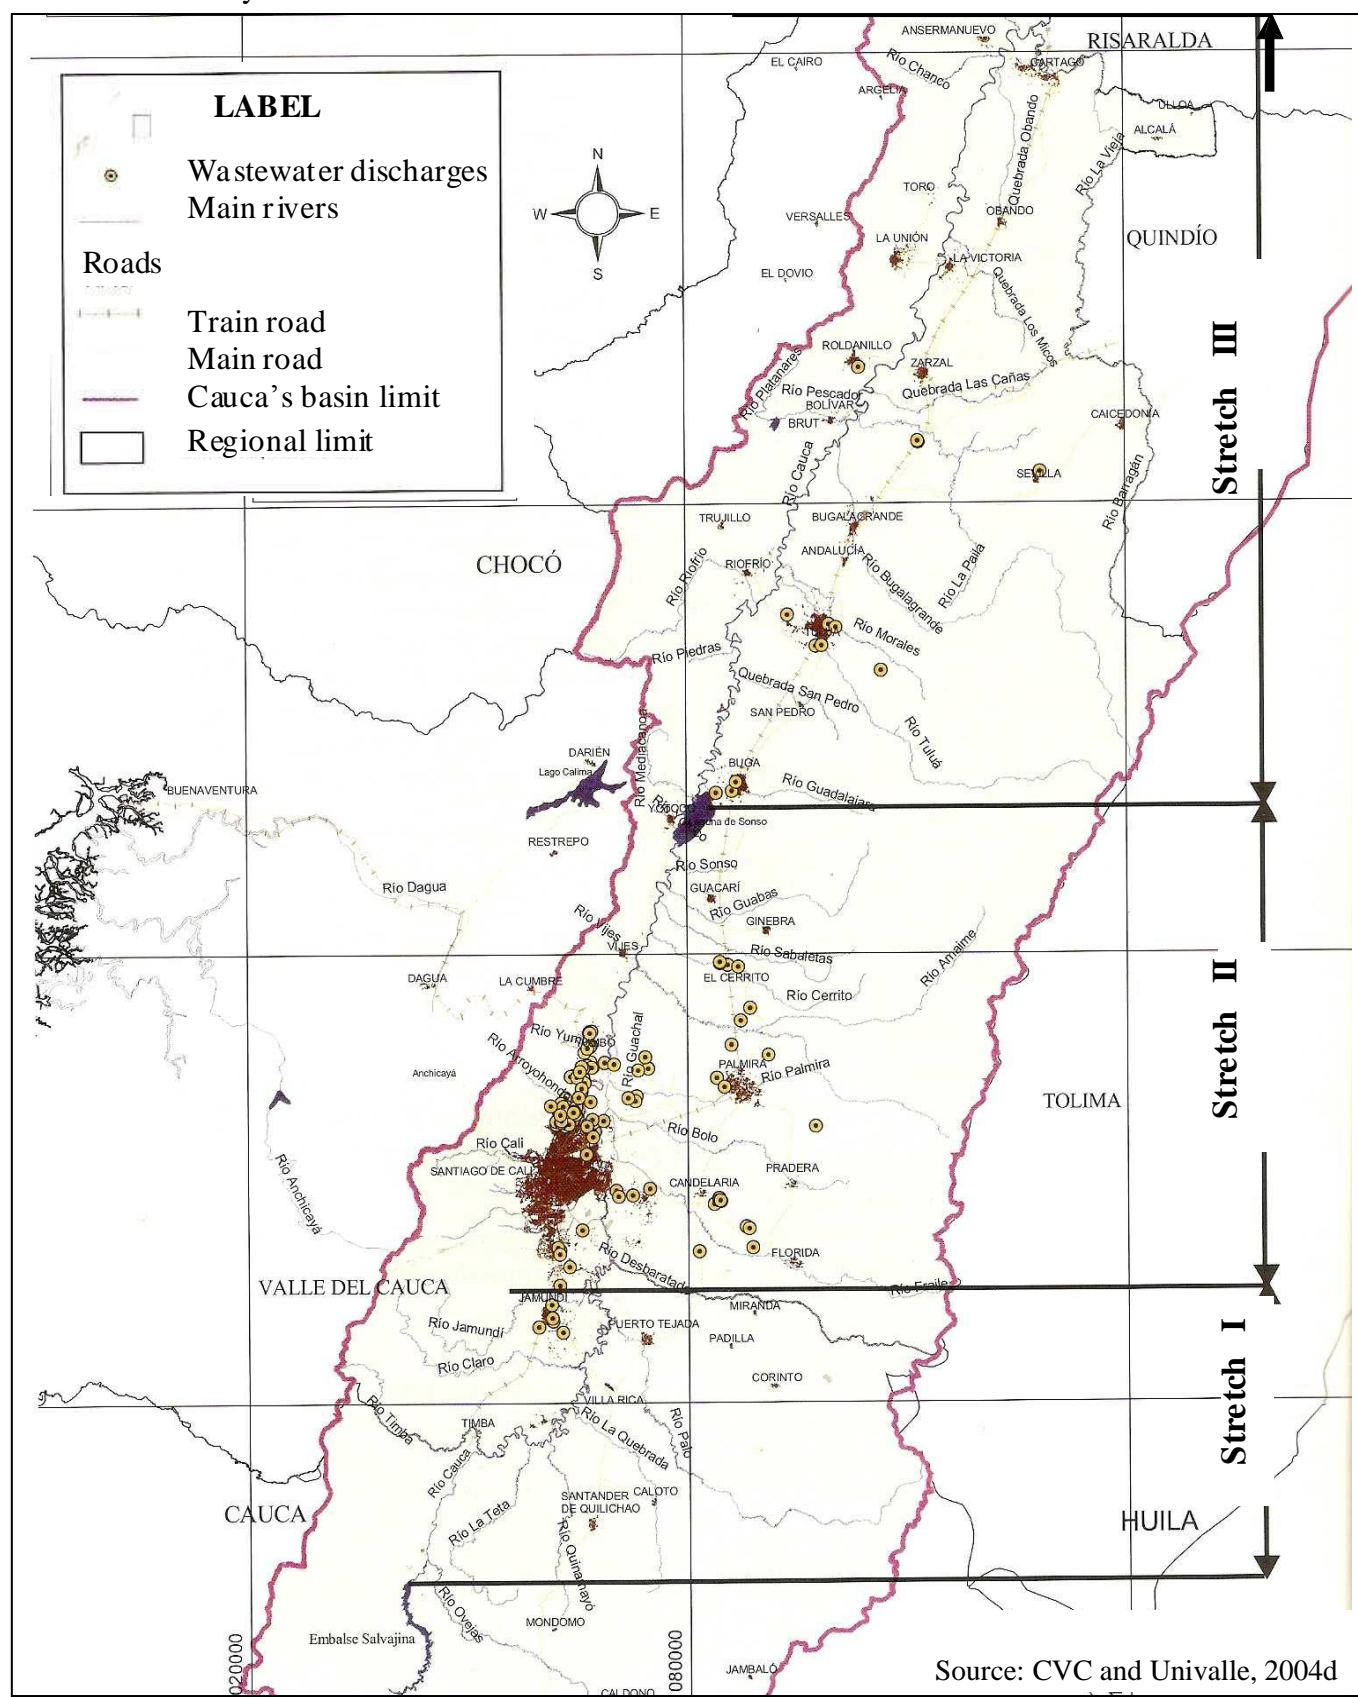 ANSERMANUEVO
RISARALDA
EL CAIRO
Río Chanco
CARTAGO
ARGELIA
ULLOA
ALCALÁ
LABEL
Wastewater discharges
Main rivers
Roads
Train road
Main road
Cauca's basin limit
Regional limit
N
W
E
S
Quebrada Obando
Río La Vieja
TORO
VERSALLES
OBANDO
QUINDÍO
LA UNIÓN
LA VICTORIA
EL DOVIO
Quebrada Los Micos
Stretch III
ROLDANILLO
ZARZAL
Río Platanares
Río Pescador
Quebrada Las Cañas
BOLÍVAR
BRUT
CAICEDONIA
Río Cauca
SEVILLA
Río Barragán
TRUJILLO
BUGALAGRANDE
ANDALUCÍA
CHOCÓ
RIOFRÍO
Río Riofrío
Río Bugalagrande
Río La Paila
TULUA
Río Morales
Río Piedras
Quebrada San Pedro
SAN PEDRO
Río Tuluá
Río Mediacanoa
DARIÉN
Lago Calima
BUGA
BUENAVENTURA
Río Guadalajara
YOTOCO
Laguna de Sonso
RESTREPO
Río Sonso
Río Dagua
GUACARÍ
Río Guabas
GINEBRA
Río Vijes
VIJES
Río Sabaletas
Río Amaime
EL CERRITO
DAGUA
LA CUMBRE
Río Cerrito
Stretch II
Río Guachal
Río Arroyohondo
Anchicayá
PALMIRA
Río Palmira
TOLIMA
Río Bolo
Río Cali
SANTIAGO DE CALI
PRADERA
CANDELARIA
Río Anchicayá
Río Desbaratado
FLORIDA
Río Fraile
VALLE DEL CAUCA
JAMUNDÍ
MIRANDA
Río Jamundí
PUERTO TEJADA
PADILLA
Río Claro
CORINTO
Stretch I
VILLA RICA
Río Timba
TIMBA
Río La Quebrada
Río Palo
Río Cauca
SANTANDER
DE QUILICHAO
CALOTO
CAUCA
Río La Teta
Río Quinamayó
HUILA
Río Ovejas
MONDOMO
Embalse Salvajina
020000
080000
JAMBALÓ
CALDONO
Source: CVC and Univalle, 2004d